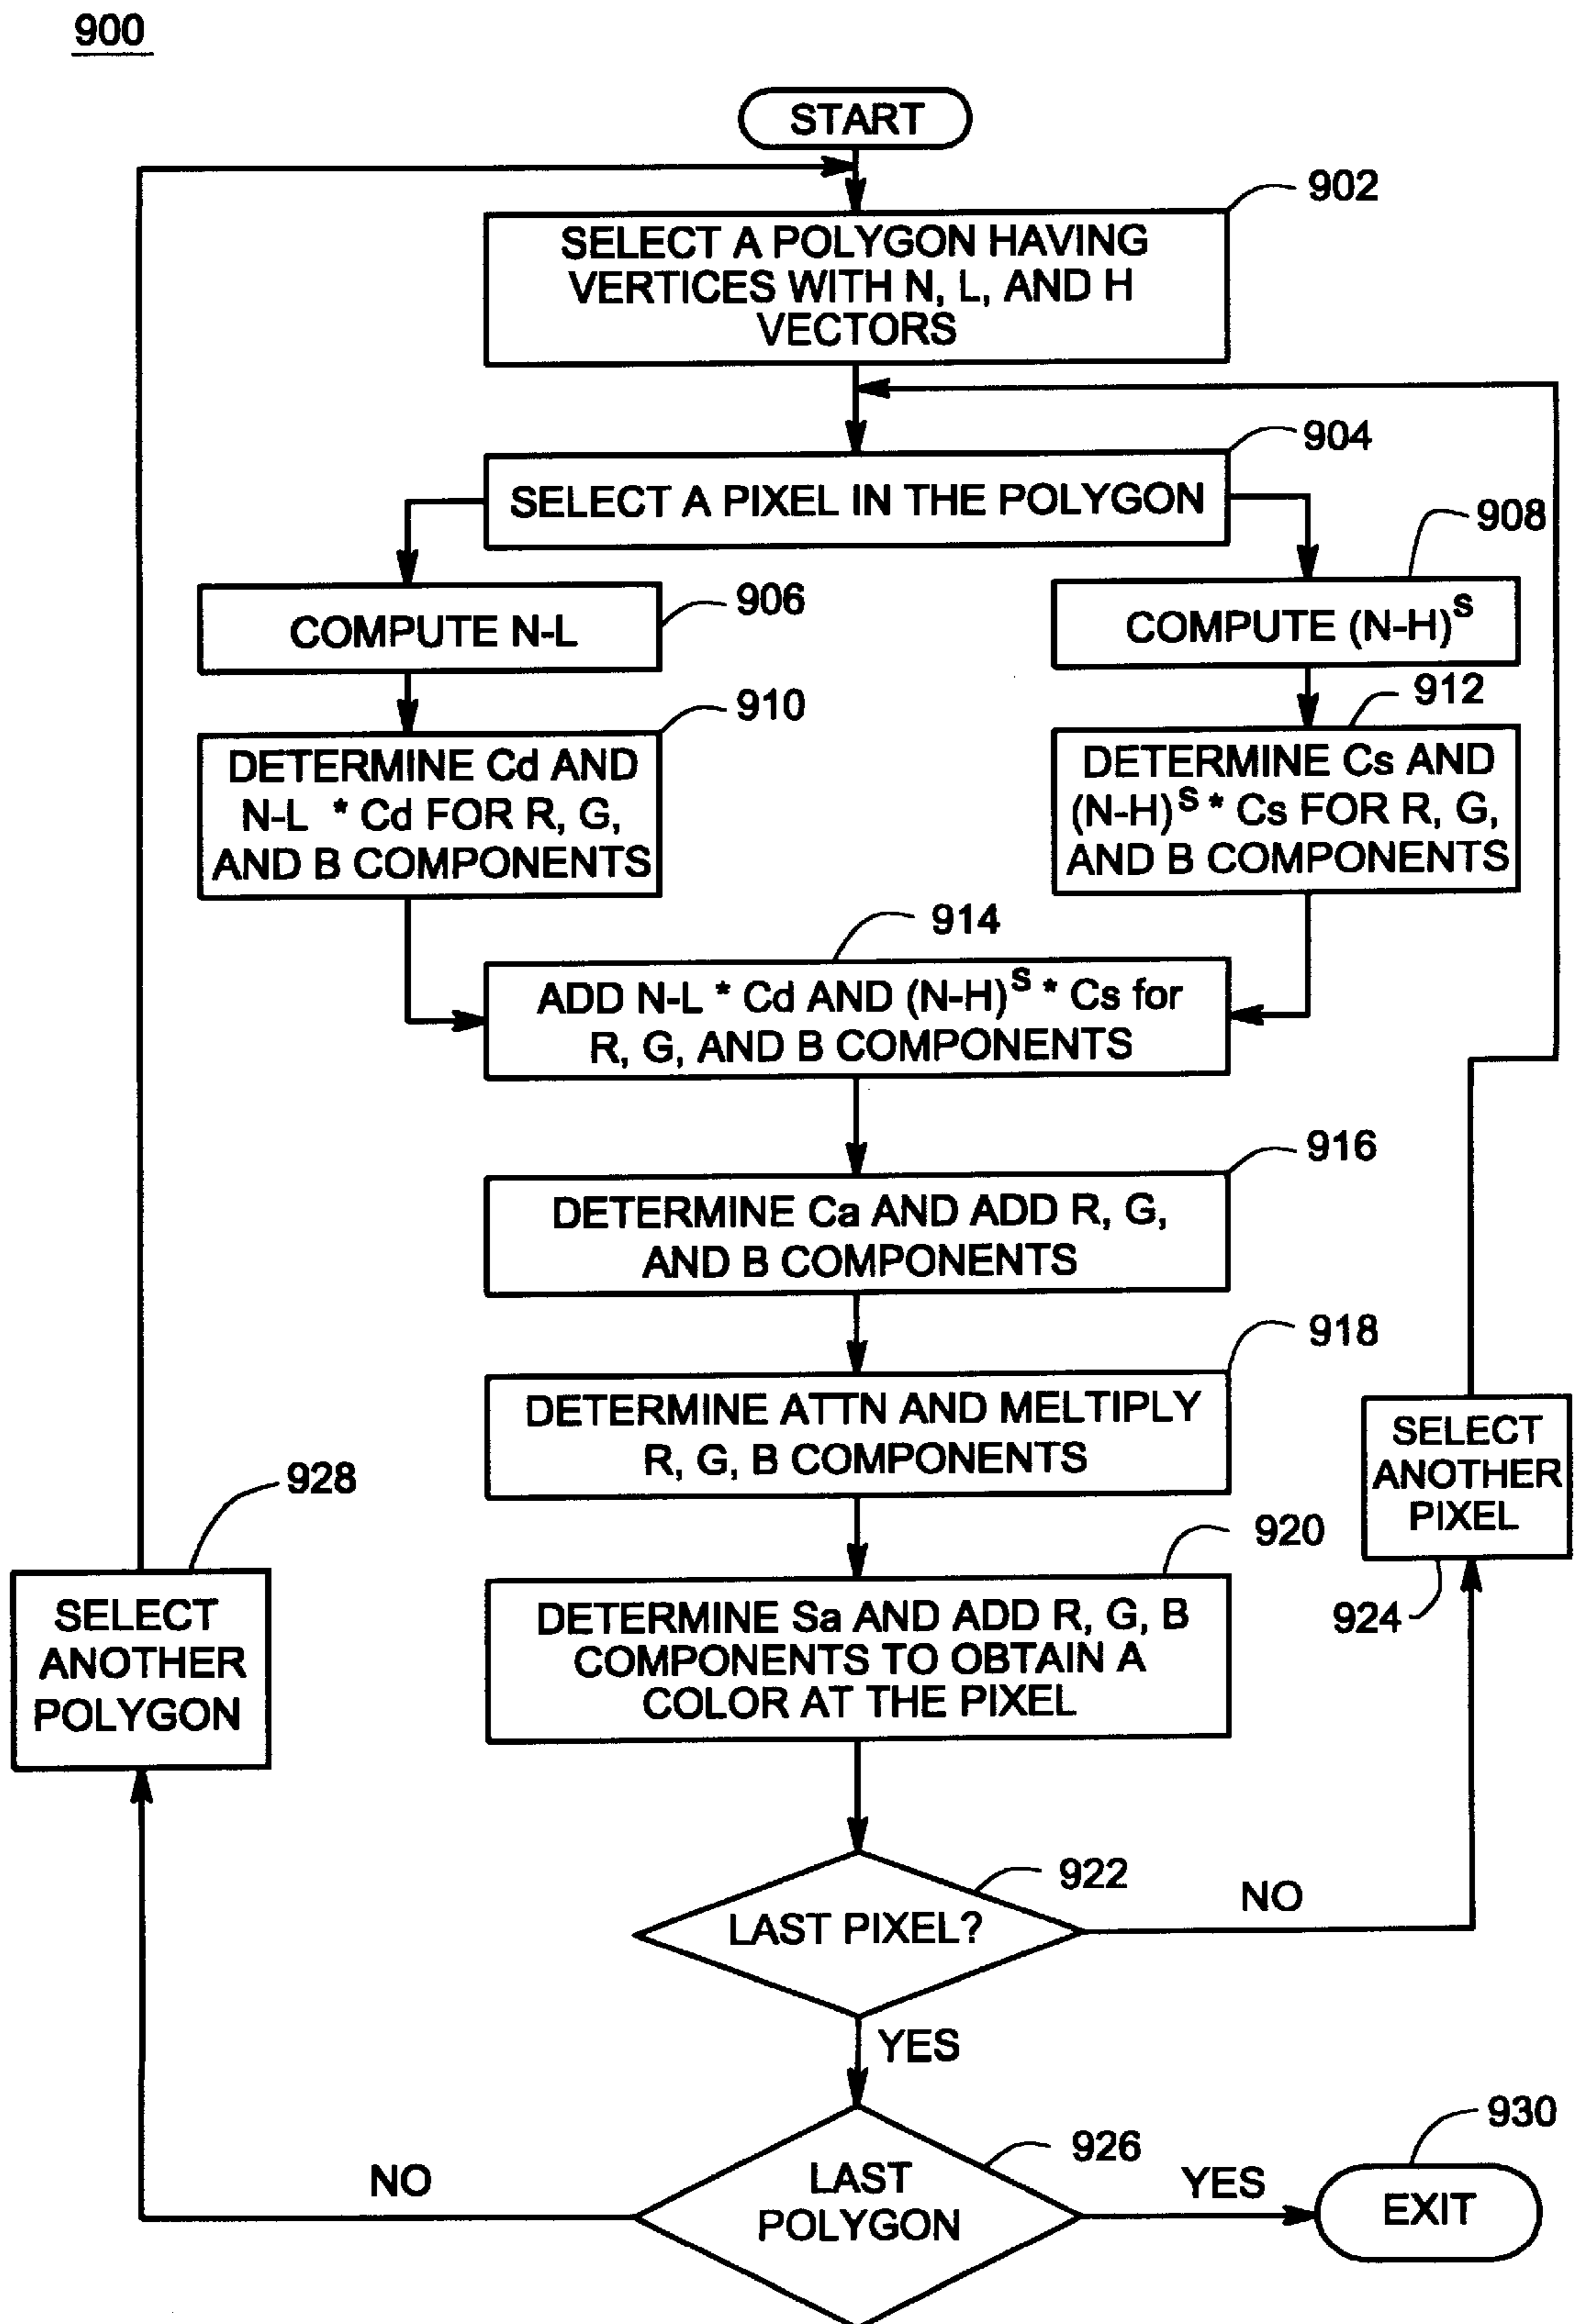 900
START
902
SELECT A POLYGON HAVING
VERTICES WITH N, L, AND H
VECTORS
904
SELECT A PIXEL IN THE POLYGON
906
COMPUTE N-L
908
COMPUTE (N-H)^S
910
DETERMINE Cd AND
N-L * Cd FOR R, G,
AND B COMPONENTS
912
DETERMINE Cs AND
(N-H)^S * Cs FOR R, G,
AND B COMPONENTS
914
ADD N-L * Cd AND (N-H)^S * Cs for
R, G, AND B COMPONENTS
916
DETERMINE Ca AND ADD R, G,
AND B COMPONENTS
918
DETERMINE ATTN AND MELTIPLY
R, G, B COMPONENTS
920
DETERMINE Sa AND ADD R, G, B
COMPONENTS TO OBTAIN A
COLOR AT THE PIXEL
922
LAST PIXEL?
NO
924
SELECT
ANOTHER
PIXEL
YES
926
LAST
POLYGON
NO
928
SELECT
ANOTHER
POLYGON
YES
930
EXIT